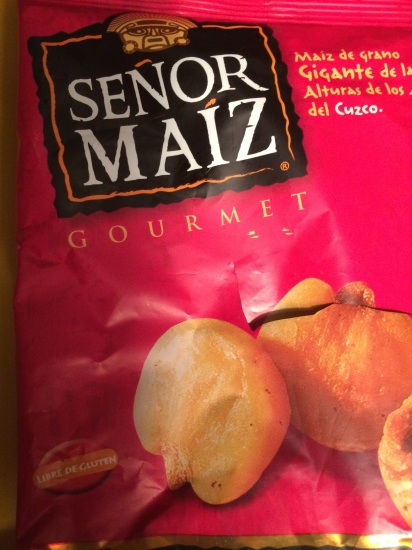 SEÑOR
MAÍZ
®
GOURMET
Maíz de grano
Gigante de la
Alturas de los
del Cuzco.
LIBRE DE GLUTEN